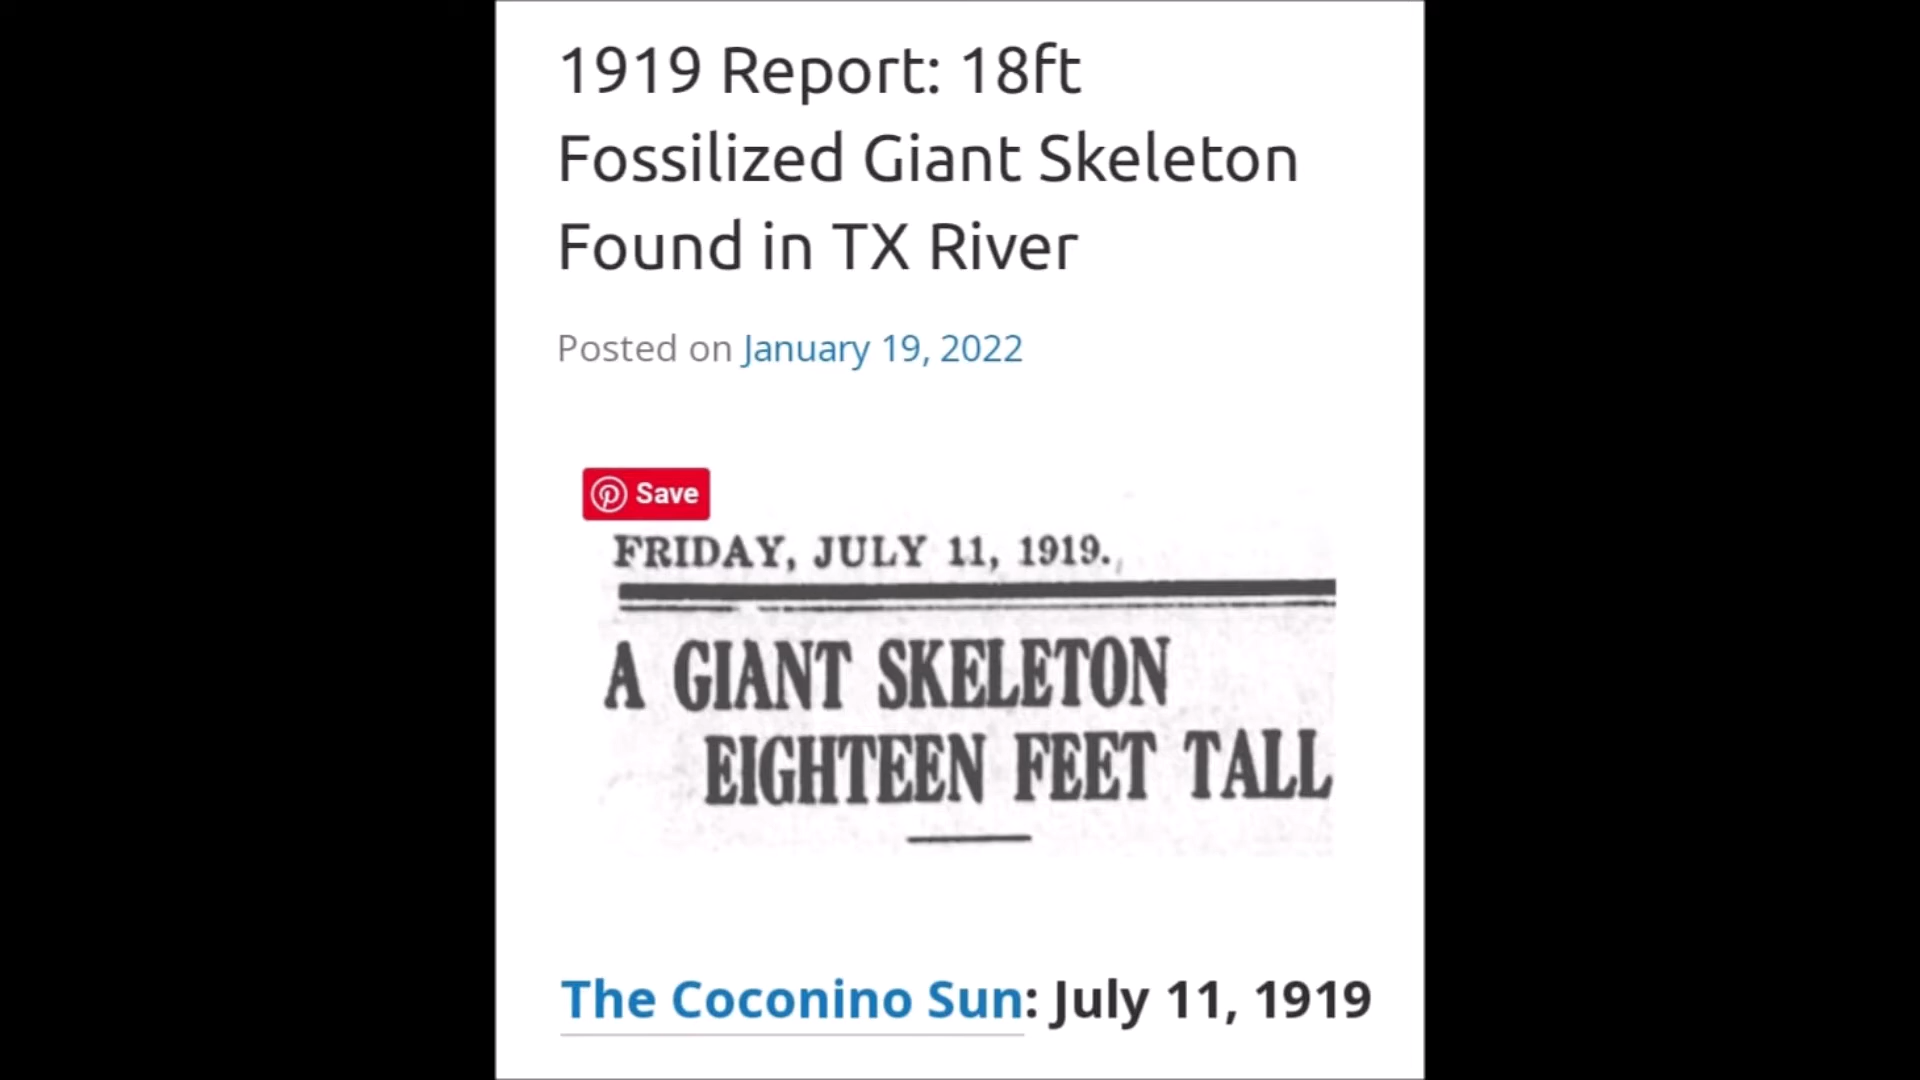 1919 Report: 18ft
Fossilized Giant Skeleton
Found in TX River
Posted on January 19, 2022
Save
FRIDAY, JULY 11, 1919.
A GIANT SKELETON
EIGHTEEN FEET TALL
The Coconino Sun: July 11, 1919